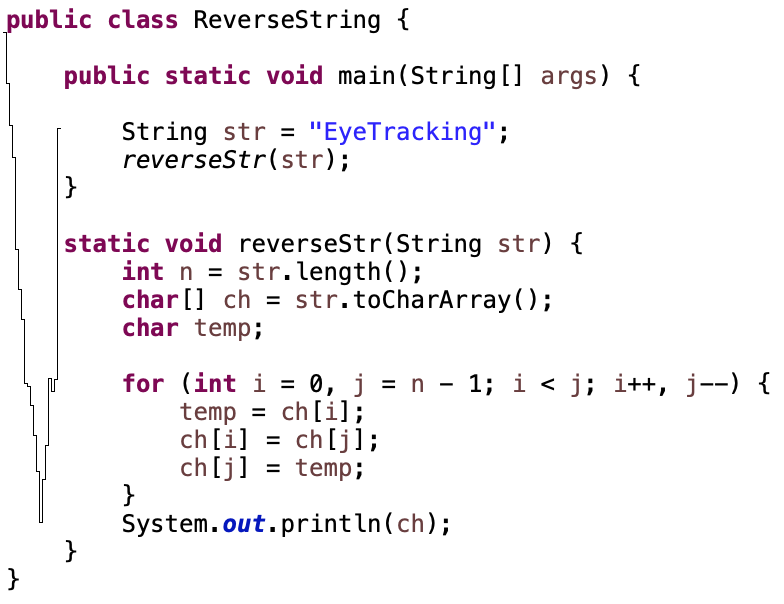 public class ReverseString {
public static void main(String[] args) {
String str = "EyeTracking";
reverseStr(str);
}
static void reverseStr(String str) {
int n = str.length();
char[] ch = str.toCharArray();
char temp;
for (int i = 0, j = n - 1; i < j; i++, j--) {
temp = ch[i];
ch[i] = ch[j];
ch[j] = temp;
}
System.out.println(ch);
}
}